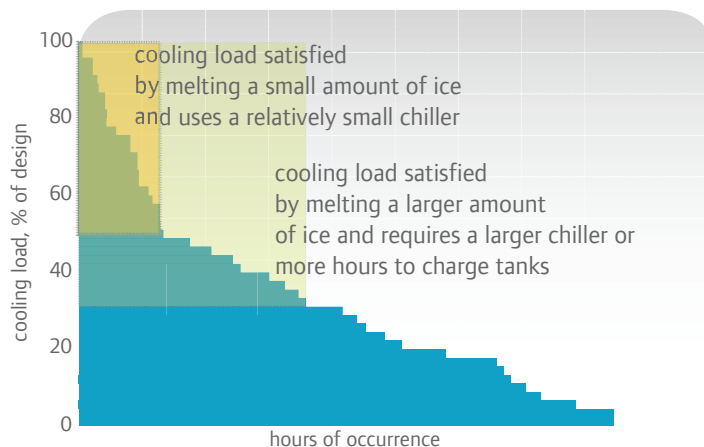 100
80
60
40
20
0
cooling load, % of design
cooling load satisfied
by melting a small amount of ice
and uses a relatively small chiller
cooling load satisfied
by melting a larger amount
of ice and requires a larger chiller or
more hours to charge tanks
hours of occurrence